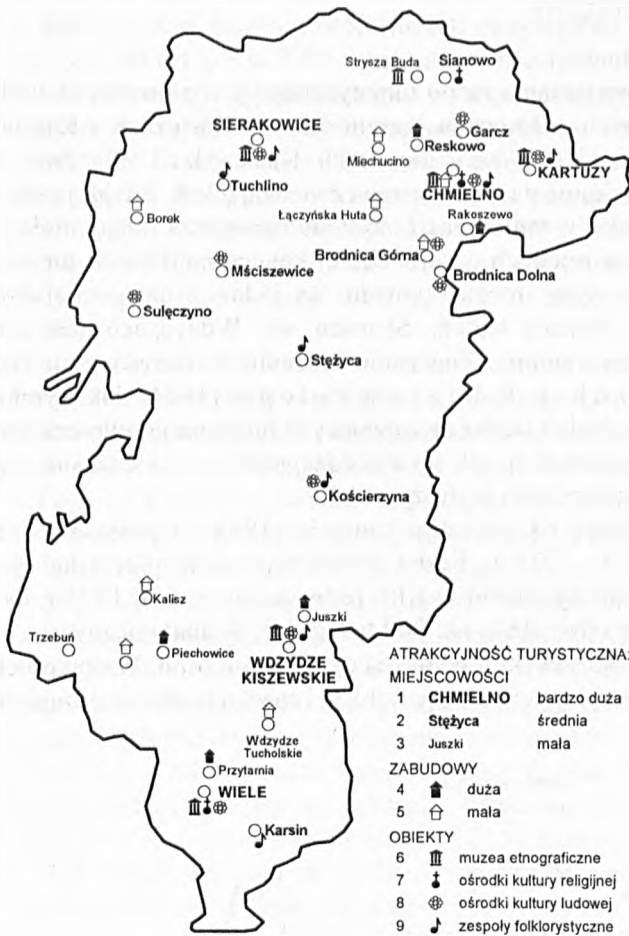 Strysza Buda
Sianowo
SIERAKOWICE
Garcz
Miechucino
Reskowo
KARTUZY
Tuchlino
CHMIELNO
Borek
Łączyńska Huta
Rakoszewo
Brodnica Górna
Mściszewice
Brodnica Dolna
Sulęczyno
Stężyca
Kościerzyna
Kalisz
Juszki
Trzebuń
Piechowice
WDZYDZE
KISZEWSKIE
Wdzydze
Tucholskie
Przytarnia
WIELE
Karsin
ATRAKCYJNOŚĆ TURYSTYCZNA:
MIEJSCOWOŚCI
1 CHMIELNO bardzo duża
2 Stężyca średnia
3 Juszki mała
ZABUDOWY
4 duża
5 mała
OBIEKTY
6 muzea etnograficzne
7 ośrodki kultury religijnej
8 ośrodki kultury ludowej
9 zespoły folklorystyczne